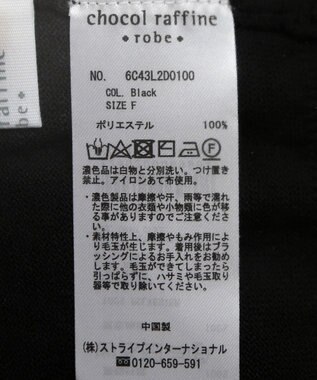 chocol raffine
• robe •
l raffine
obe •
NO. 6C43L2D0100
COL. Black
SIZE F
ポリエステル 100%
濃色品は白物と分別洗い。つけ置き
禁止。アイロンあて布使用。
・濃色製品は摩擦や汗、雨等で濡れ
た際に他の衣類や小物類に色が移
る事がありますのでご注意くださ
い。
・素材特性上、摩擦やもみ作用によ
り毛玉が生じます。着用後はブラ
ッシングによるお手入れをお勧め
します。毛玉ができてしまったら
引っぱらずに、ハサミや毛玉取り
器等で取り除いてください。
中国製
(株)ストライプインターナショナル
0120-659-591